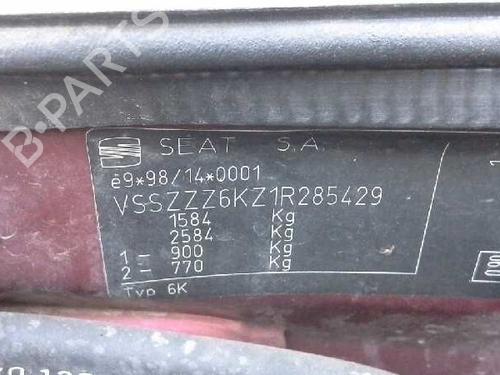 SEAT S.A.
e9*98/14*0001
VSSZZZ6KZ1R285429
1584 Kg
2584 Kg
1- 900 Kg
2- 770 Kg
Typ 6K
B-PARTS